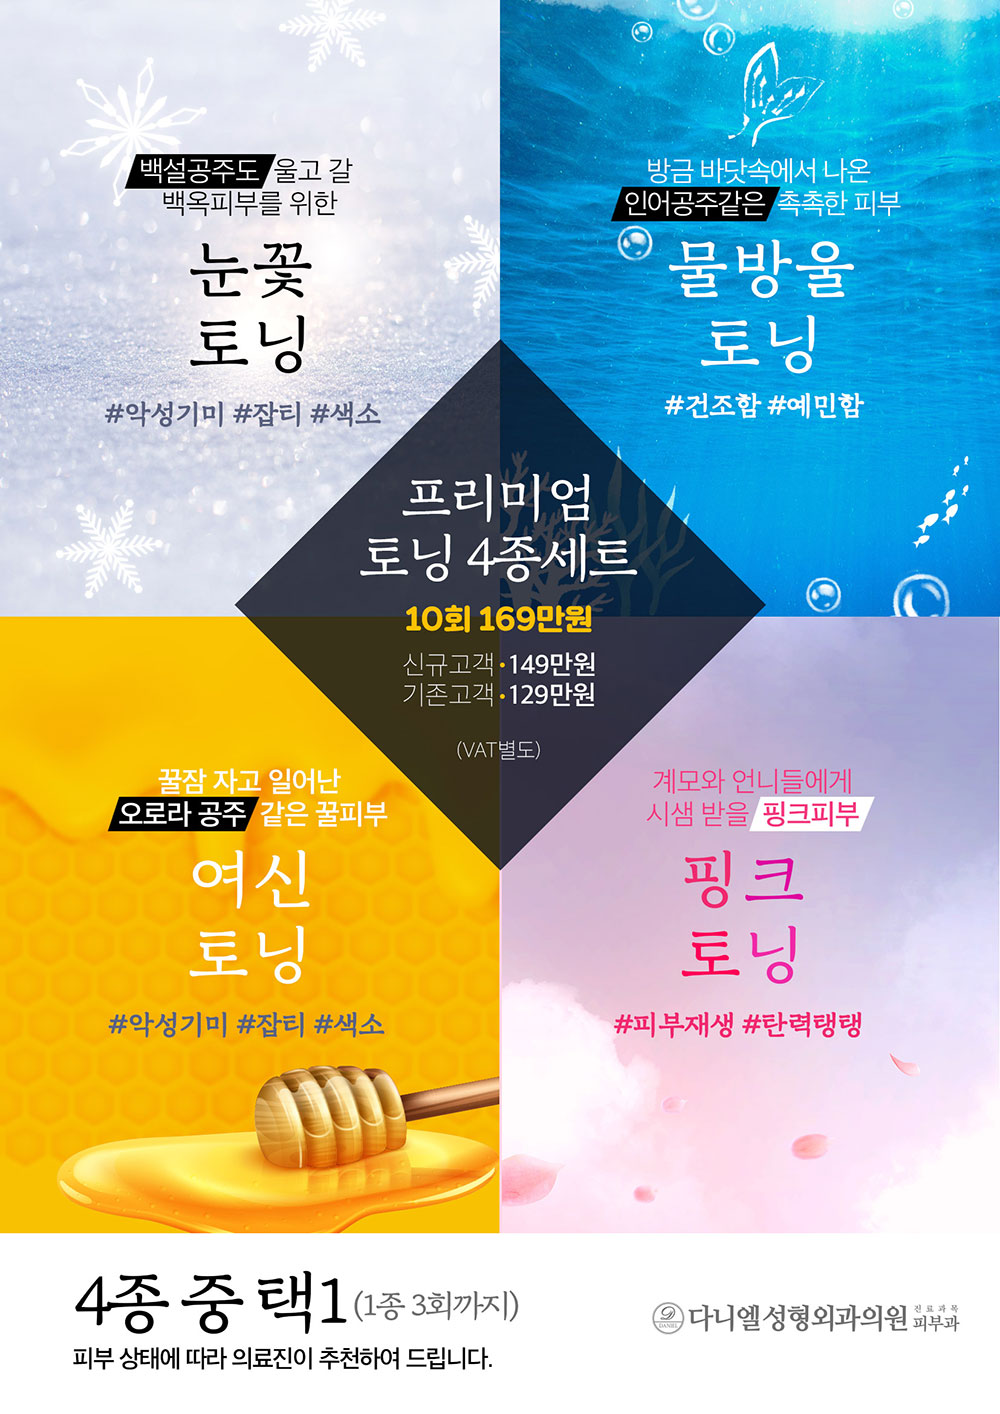 백설공주도 울고 갈
백옥피부를 위한
눈꽃
토닝
#악성기미 #잡티 #색소
방금 바닷속에서 나온
인어공주같은 촉촉한 피부
물방울
토닝
#건조함 #예민함
프리미엄
토닝 4종세트
10회 169만원
신규고객•149만원
기존고객•129만원
(VAT별도)
꿀잠 자고 일어난
오로라 공주 같은 꿀피부
여신
토닝
#악성기미 #잡티 #색소
계모와 언니들에게
시샘 받을 핑크피부
핑크
토닝
#피부재생 #탄력탱탱
4종 중 택1 (1종 3회까지)
피부 상태에 따라 의료진이 추천하여 드립니다.
DANIEL
다니엘성형외과의원 진료과목 피부과